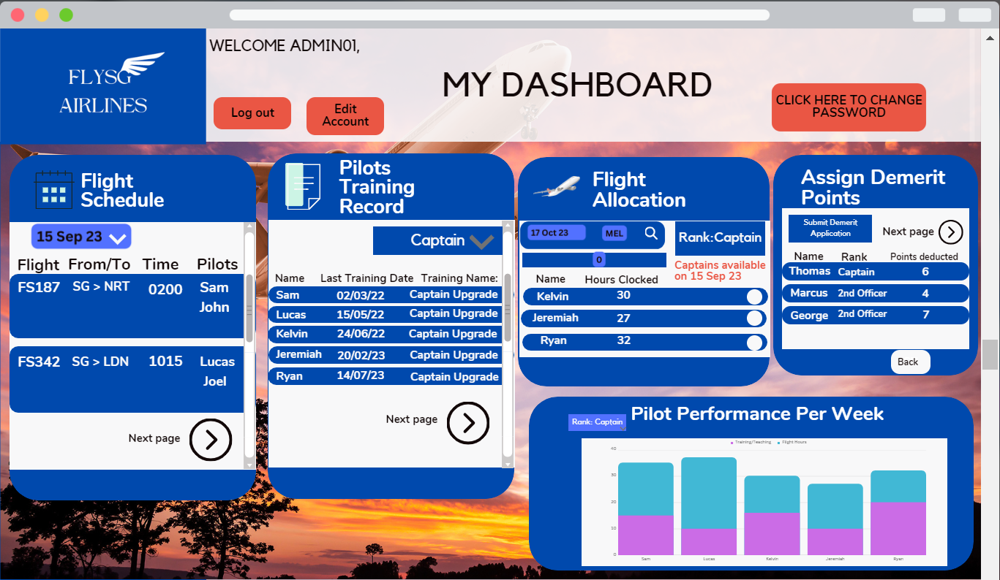 FLYSG
AIRLINES
WELCOME ADMIN01,
MY DASHBOARD
Log out
Edit
Account
CLICK HERE TO CHANGE
PASSWORD
Flight
Schedule
15 Sep 23
Flight From/To Time Pilots
FS187 SG > NRT 0200 Sam
John
FS342 SG > LDN 1015 Lucas
Joel
Next page
Pilots
Training
Record
Captain
Name Last Training Date Training Name:
Sam 02/03/22 Captain Upgrade
Lucas 15/05/22 Captain Upgrade
Kelvin 24/06/22 Captain Upgrade
Jeremiah 20/02/23 Captain Upgrade
Ryan 14/07/23 Captain Upgrade
Next page
Flight
Allocation
17 Oct 23 MEL
0
Rank:Captain
Captains available
on 15 Sep 23
Name Hours Clocked
Kelvin 30
Jeremiah 27
Ryan 32
Assign Demerit
Points
Submit Demerit
Application
Next page
Name Rank Points deducted
Thomas Captain 6
Marcus 2nd Officer 4
George 2nd Officer 7
Back
Pilot Performance Per Week
Rank: Captain
Training/Teaching Flight Hours
40
30
20
10
0
Sam Lucas Kelvin Jeremiah Ryan